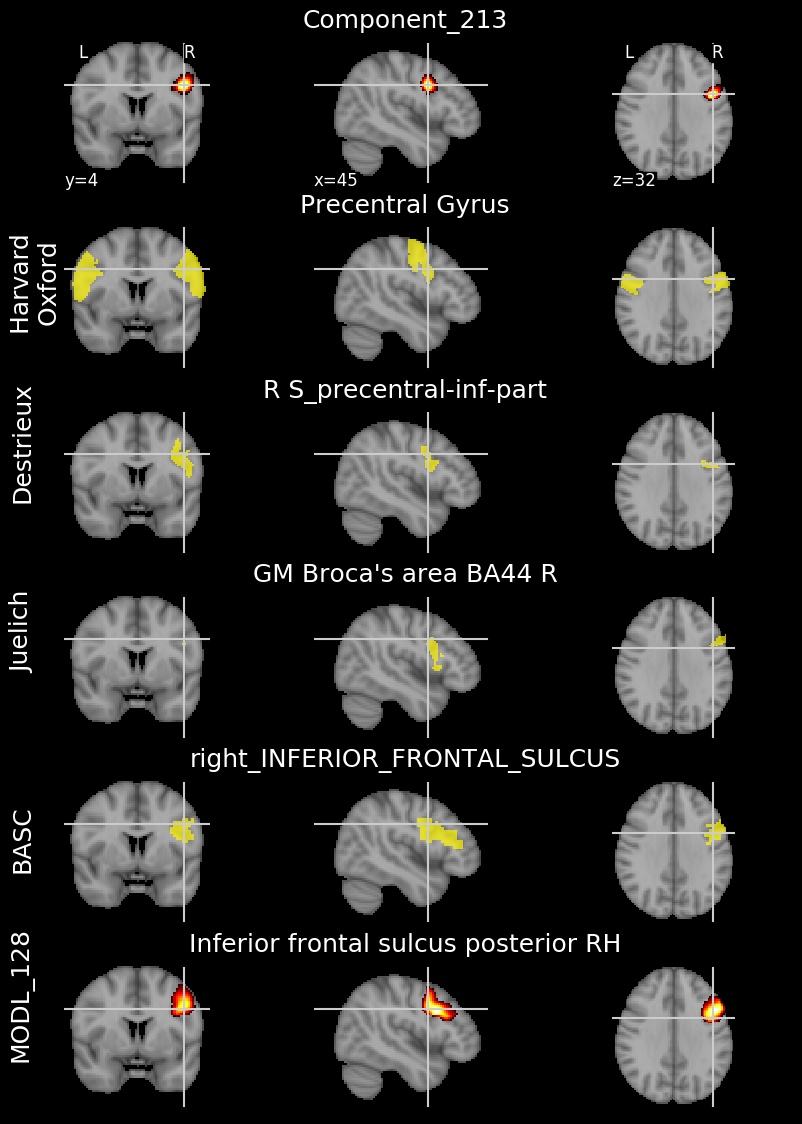 Component_213
L R L R
y=4 x=45 z=32
Precentral Gyrus
Harvard
Oxford
R S_precentral-inf-part
Destrieux
GM Broca's area BA44 R
Juelich
right_INFERIOR_FRONTAL_SULCUS
BASC
Inferior frontal sulcus posterior RH
MODL_128